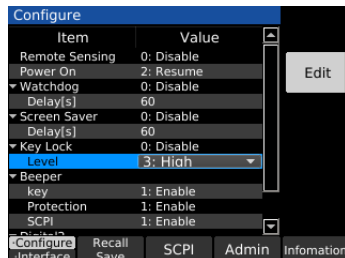 Configure
Item Value
Remote Sensing 0: Disable
Power On 2: Resume
Watchdog 0: Disable
Delay[s] 60
Screen Saver 0: Disable
Delay[s] 60
Key Lock 0: Disable
Level 3: High
Beeper
key 1: Enable
Protection 1: Enable
SCPI 1: Enable
Edit
Configure
Interface
Recall
Save
SCPI
Admin
Infomation